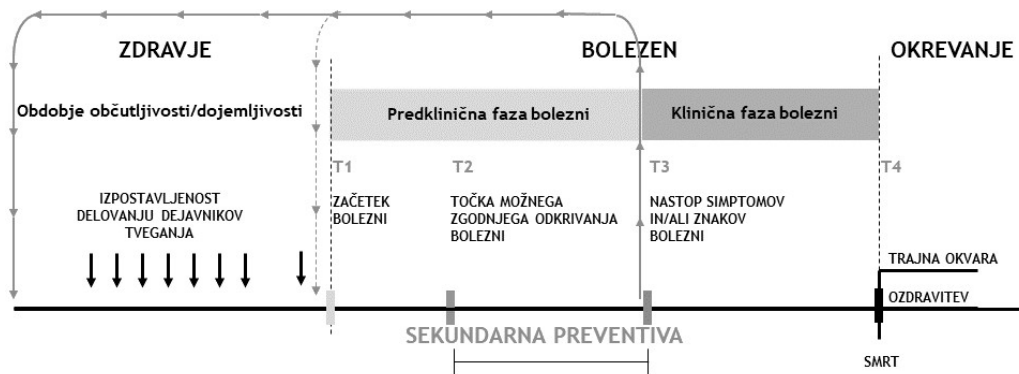 ZDRAVJE
BOLEZEN
OKREVANJE
Obdobje občutljivosti/dojemljivosti
Predklinična faza bolezni
Klinična faza bolezni
T1
T2
T3
T4
IZPOSTAVLJENOST
DELOVANJU DEJAVNIKOV
TVEGANJA
ZAČETEK
BOLEZNI
TOČKA MOŽNEGA
ZGODNJEGA ODKRIVANJA
BOLEZNI
NASTOP SIMPTOMOV
IN/ALI ZNAKOV
BOLEZNI
TRAJNA OKVARA
OZDRAVITEV
SMRT
SEKUNDARNA PREVENTIVA